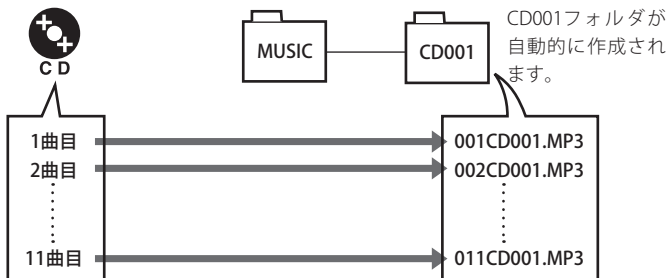 CD
MUSIC
CD001
CD001フォルダが
自動的に作成され
ます。
1曲目
001CD001.MP3
2曲目
002CD001.MP3
11曲目
011CD001.MP3